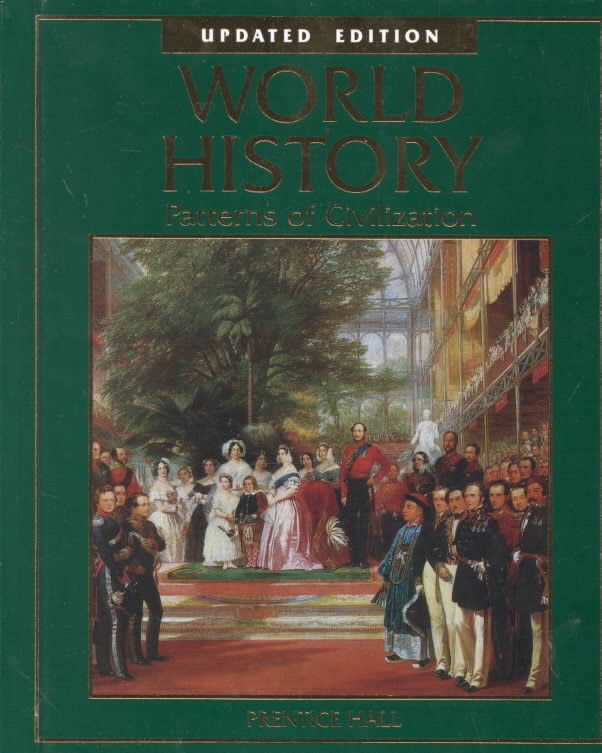 UPDATED EDITION
WORLD
HISTORY
Patterns of Civilization
PRENTICE HALL